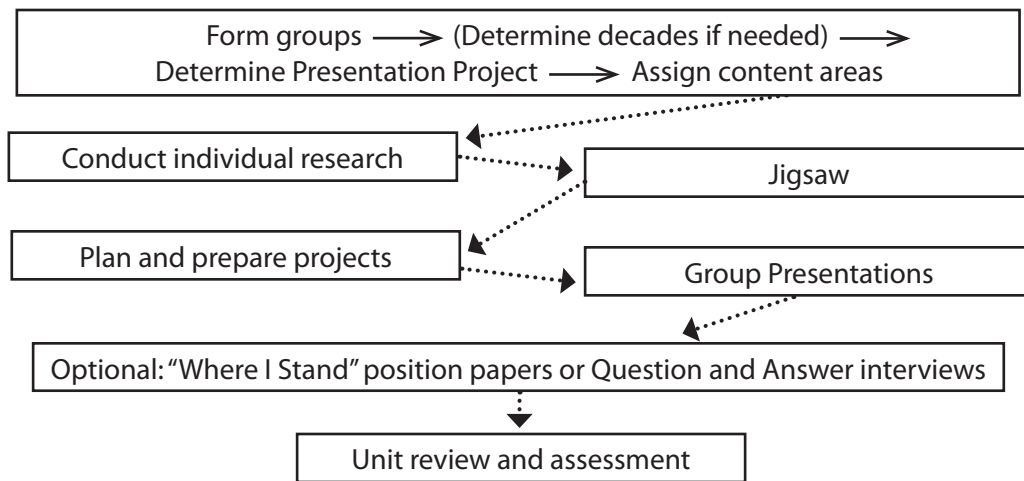 Form groups → (Determine decades if needed) →
Determine Presentation Project → Assign content areas
Conduct individual research
Jigsaw
Plan and prepare projects
Group Presentations
Optional: “Where I Stand” position papers or Question and Answer interviews
Unit review and assessment